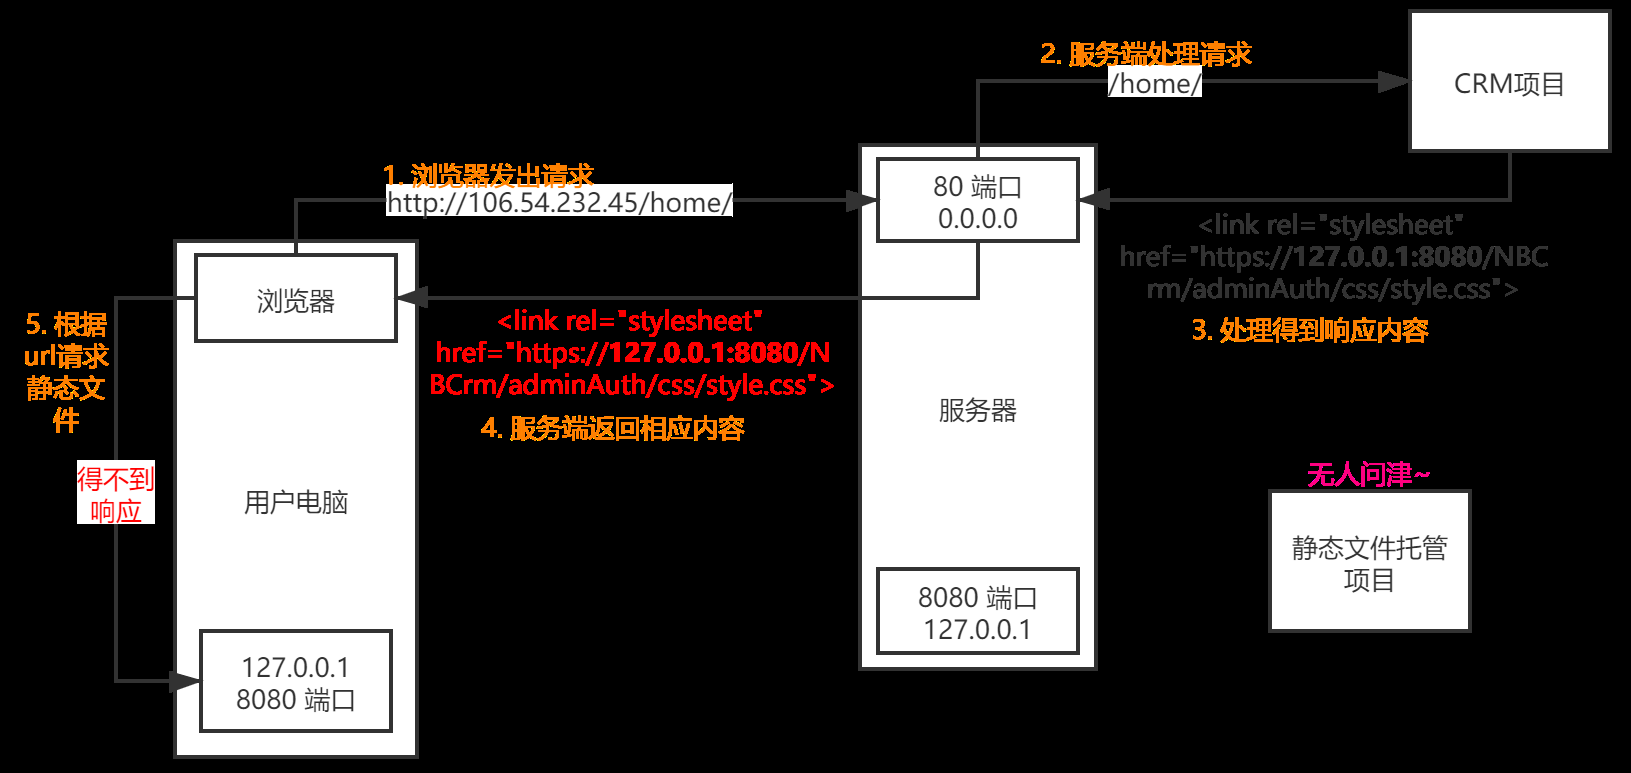 2. 服务端处理请求
/home/
CRM项目
1. 浏览器发出请求
http://106.54.232.45/home/
80 端口
0.0.0.0
<link rel="stylesheet"
href="https://127.0.0.1:8080/NBC
rm/adminAuth/css/style.css">
3. 处理得到响应内容
浏览器
<link rel="stylesheet"
href="https://127.0.0.1:8080/N
BCrm/adminAuth/css/style.css">
4. 服务端返回相应内容
5. 根据
url请求
静态文
件
得不到
响应
用户电脑
服务器
无人问津~
静态文件托管
项目
8080 端口
127.0.0.1
127.0.0.1
8080 端口